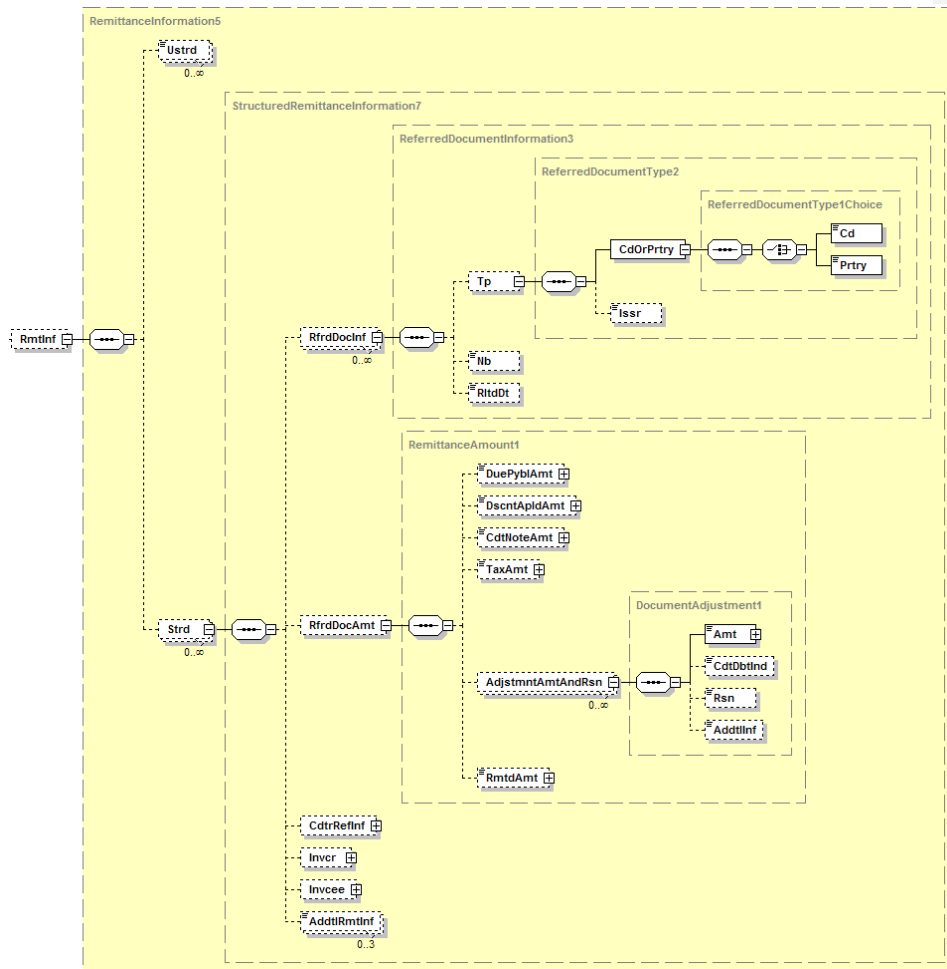 RemittanceInformation5
Ustrd
0..∞
StructuredRemittanceInformation7
ReferredDocumentInformation3
ReferredDocumentType2
ReferredDocumentType1Choice
Cd
CdOrPrtry
Prtry
Tp
Issr
RmtInf
RfrdDocInf
0..∞
Nb
RltdDt
RemittanceAmount1
DuePyblAmt
DscntApldAmt
CdtNoteAmt
TaxAmt
DocumentAdjustment1
Strd
0..∞
RfrdDocAmt
Amt
CdtDbtInd
AdjstmntAmtAndRsn
0..∞
Rsn
AddtlInf
RmtdAmt
CdtrRefInf
Invcr
Invcee
AddtlRmtInf
0..3